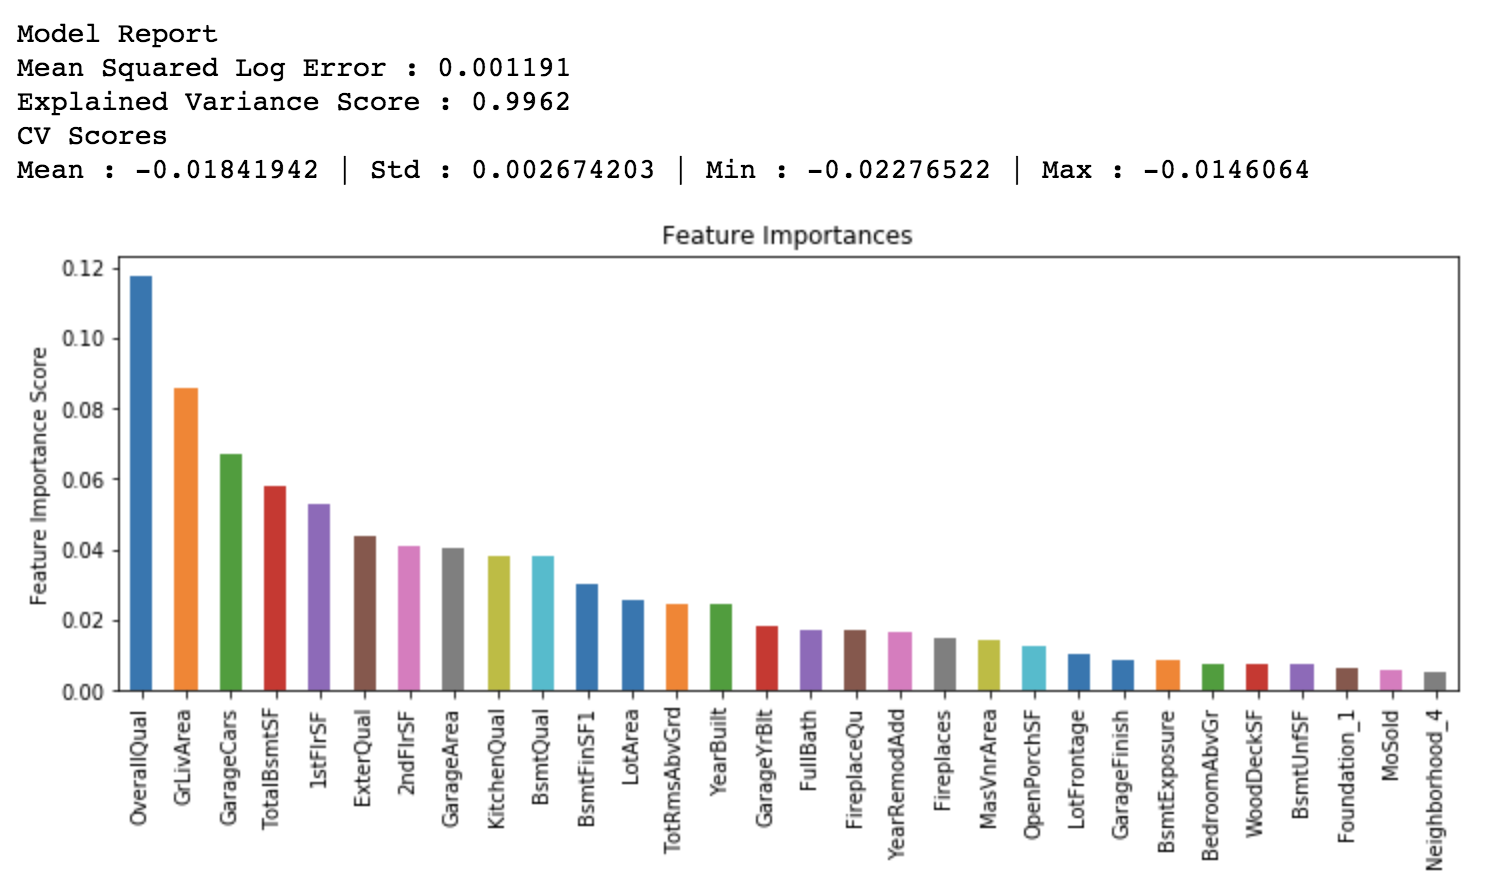 Model Report
Mean Squared Log Error : 0.001191
Explained Variance Score : 0.9962
CV Scores
Mean : -0.01841942 | Std : 0.002674203 | Min : -0.02276522 | Max : -0.0146064
Feature Importances
0.12
0.10
0.08
0.06
0.04
0.02
0.00
Feature Importance Score
OverallQual
GrLivArea
GarageCars
TotalBsmtSF
1stFlrSF
ExterQual
2ndFlrSF
GarageArea
KitchenQual
BsmtQual
BsmtFinSF1
LotArea
TotRmsAbvGrd
YearBuilt
GarageYrBlt
FullBath
FireplaceQu
YearRemodAdd
Fireplaces
MasVnrArea
OpenPorchSF
LotFrontage
GarageFinish
BsmtExposure
BedroomAbvGr
WoodDeckSF
BsmtUnfSF
Foundation_1
MoSold
Neighborhood_4